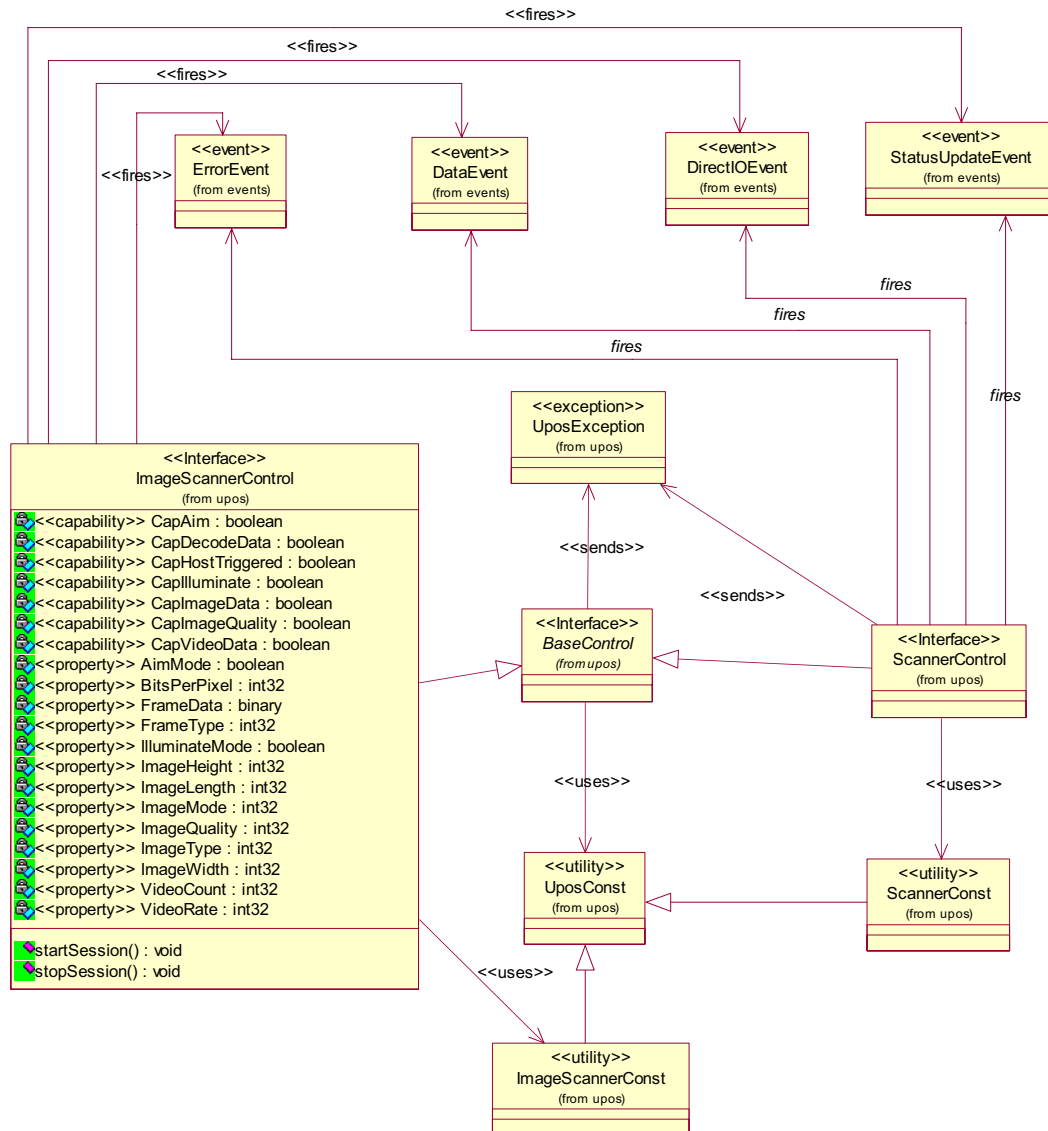 <<fires>>
<<fires>>
<<fires>>
<<fires>>
<<event>>
ErrorEvent
(from events)
<<event>>
DataEvent
(from events)
<<event>>
DirectIOEvent
(from events)
<<event>>
StatusUpdateEvent
(from events)
fires
fires
fires
fires
<<exception>>
UposException
(from upos)
<<Interface>>
ImageScannerControl
(from upos)
<<capability>> CapAim : boolean
<<capability>> CapDecodeData : boolean
<<capability>> CapHostTriggered : boolean
<<capability>> CapIlluminate : boolean
<<capability>> CapImageData : boolean
<<capability>> CapImageQuality : boolean
<<capability>> CapVideoData : boolean
<<property>> AimMode : boolean
<<property>> BitsPerPixel : int32
<<property>> FrameData : binary
<<property>> FrameType : int32
<<property>> IlluminateMode : boolean
<<property>> ImageHeight : int32
<<property>> ImageLength : int32
<<property>> ImageMode : int32
<<property>> ImageQuality : int32
<<property>> ImageType : int32
<<property>> ImageWidth : int32
<<property>> VideoCount : int32
<<property>> VideoRate : int32
startSession() : void
stopSession() : void
<<sends>>
<<sends>>
<<Interface>>
BaseControl
(from upos)
<<Interface>>
ScannerControl
(from upos)
<<uses>>
<<uses>>
<<utility>>
UposConst
(from upos)
<<utility>>
ScannerConst
(from upos)
<<uses>>
<<utility>>
ImageScannerConst
(from upos)